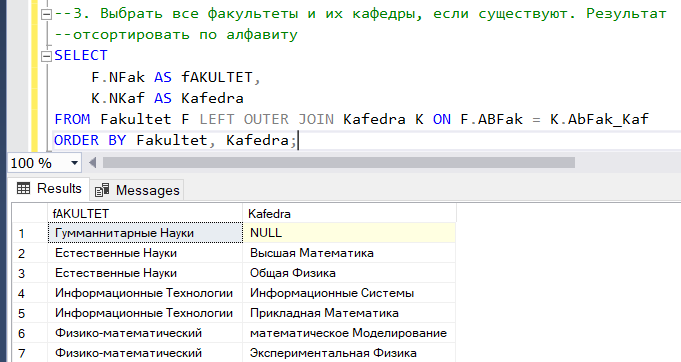 --3. Выбрать все факультеты и их кафедры, если существуют. Результат
--отсортировать по алфавиту
SELECT
F.NFak AS fAKULTET,
K.NKaf AS Kafedra
FROM Fakultet F LEFT OUTER JOIN Kafedra K ON F.ABFak = K.AbFak_Kaf
ORDER BY Fakultet, Kafedra;
100 %
Results Messages
fAKULTET Kafedra
1 Гумманнитарные Науки NULL
2 Естественные Науки Высшая Математика
3 Естественные Науки Общая Физика
4 Информационные Технологии Информационные Системы
5 Информационные Технологии Прикладная Математика
6 Физико-математический математическое Моделирование
7 Физико-математический Экспериментальная Физика